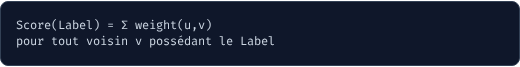 Score(Label) = Σ weight(u,v)
pour tout voisin v possédant le Label